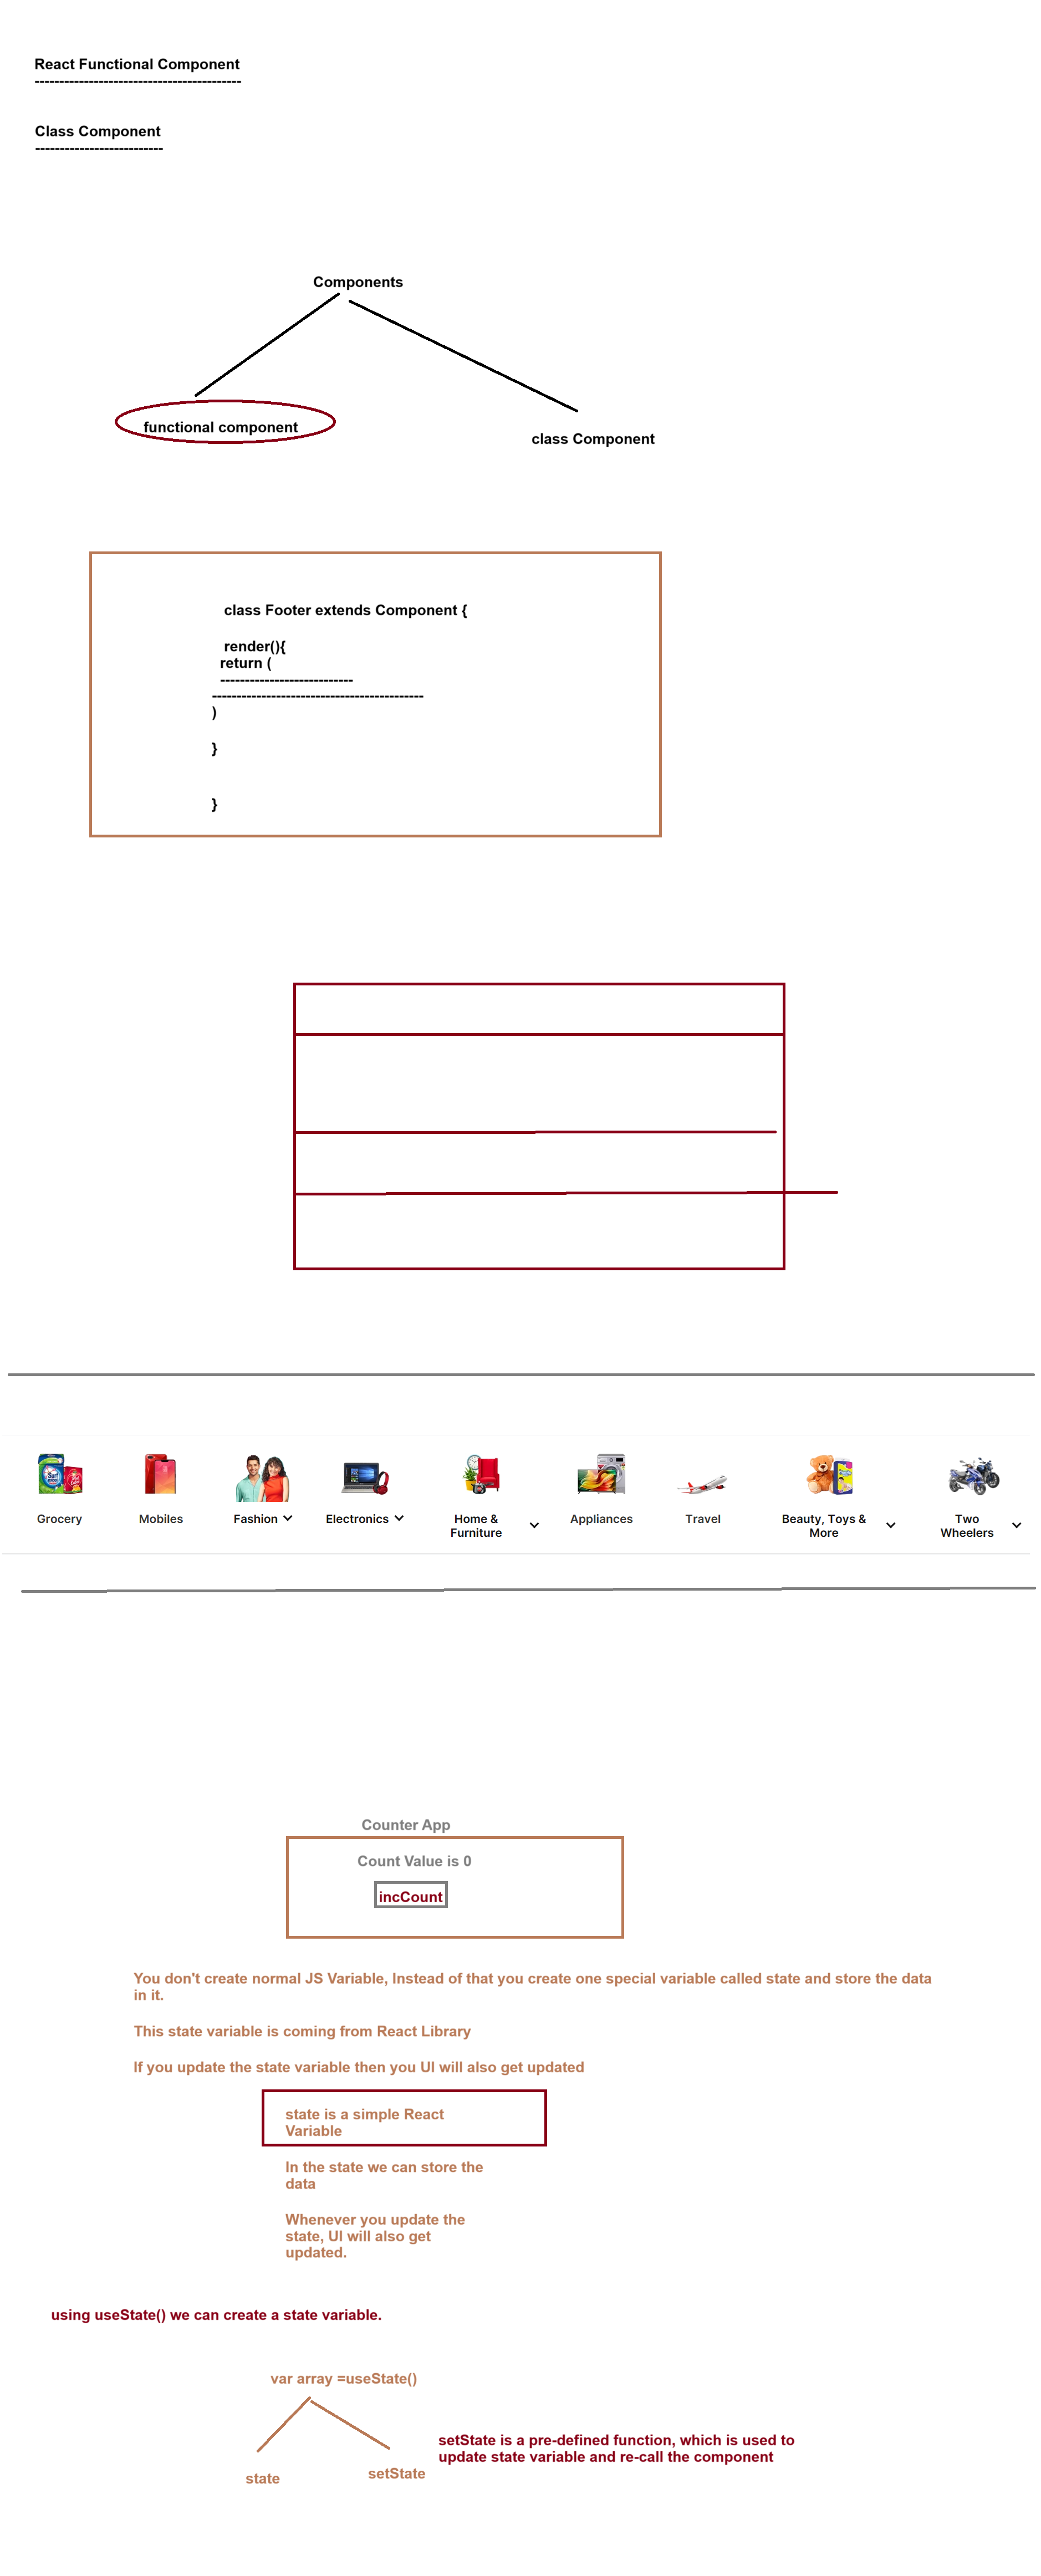 React Functional Component
------------------------------------------
Class Component
--------------------------
Components
functional component
class Component
class Footer extends Component {
render(){
return (
---------------------------
-------------------------------------------
)
}
}
Grocery
Mobiles
Fashion
Electronics
Home &
Furniture
Appliances
Travel
Beauty, Toys &
More
Two
Wheelers
Counter App
Count Value is 0
incCount
You don't create normal JS Variable, Instead of that you create one special variable called state and store the data
in it.
This state variable is coming from React Library
If you update the state variable then you UI will also get updated
state is a simple React
Variable
In the state we can store the
data
Whenever you update the
state, UI will also get
updated.
using useState() we can create a state variable.
var array =useState()
setState is a pre-defined function, which is used to
update state variable and re-call the component
state
setState